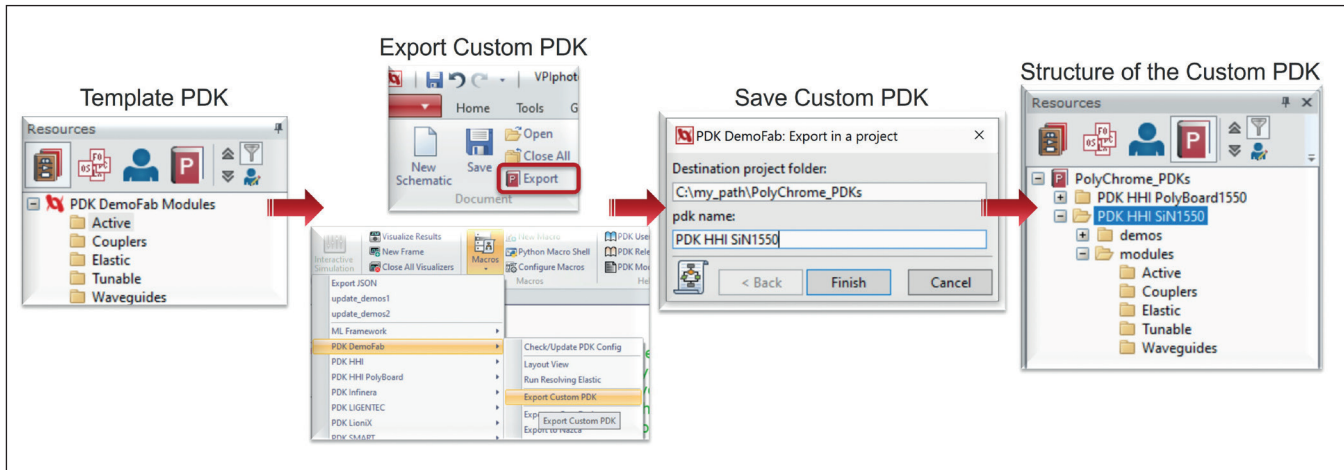 Template PDK
Resources
PDK DemoFab Modules
Active
Couplers
Elastic
Tunable
Waveguides
Export Custom PDK
VPIphot
Home Tools G
New Schematic
Save
Open
Close All
Export
Document
Interactive Simulation
Visualize Results
New Frame
Close All Visualizers
Macros
New Macro
Python Macro Shell
Configure Macros
Macros
PDK Use
PDK Rele
PDK Mo
He
Export JSON
update_demos1
update_demos2
ML Framework
PDK DemoFab
PDK HHI
PDK HHI PolyBoard
PDK Infinera
PDK LIGENTEC
PDK LioniX
PDK SMART
Check/Update PDK Config
Layout View
Run Resolving Elastic
Export Custom PDK
Export Custom PDK
Export to Nazca
Save Custom PDK
PDK DemoFab: Export in a project
Destination project folder:
C:\my_path\PolyChrome_PDKs
pdk name:
PDK HHI SiN1550
< Back Finish Cancel
Structure of the Custom PDK
Resources
PolyChrome_PDKs
PDK HHI PolyBoard1550
PDK HHI SiN1550
demos
modules
Active
Couplers
Elastic
Tunable
Waveguides